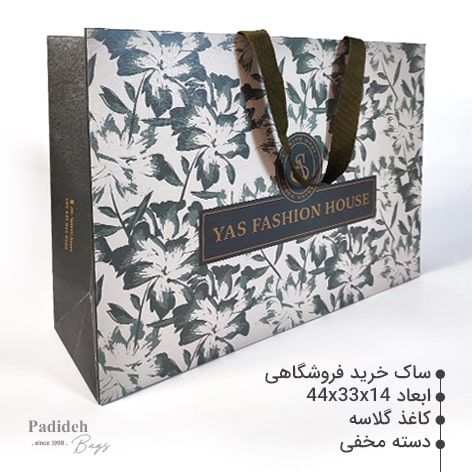 YAS FASHION HOUSE
ساک خرید فروشگاهی
ابعاد 44x33x14
کاغذ گلاسه
دسته مخفی
Padideh
. since 1998 .
Bags